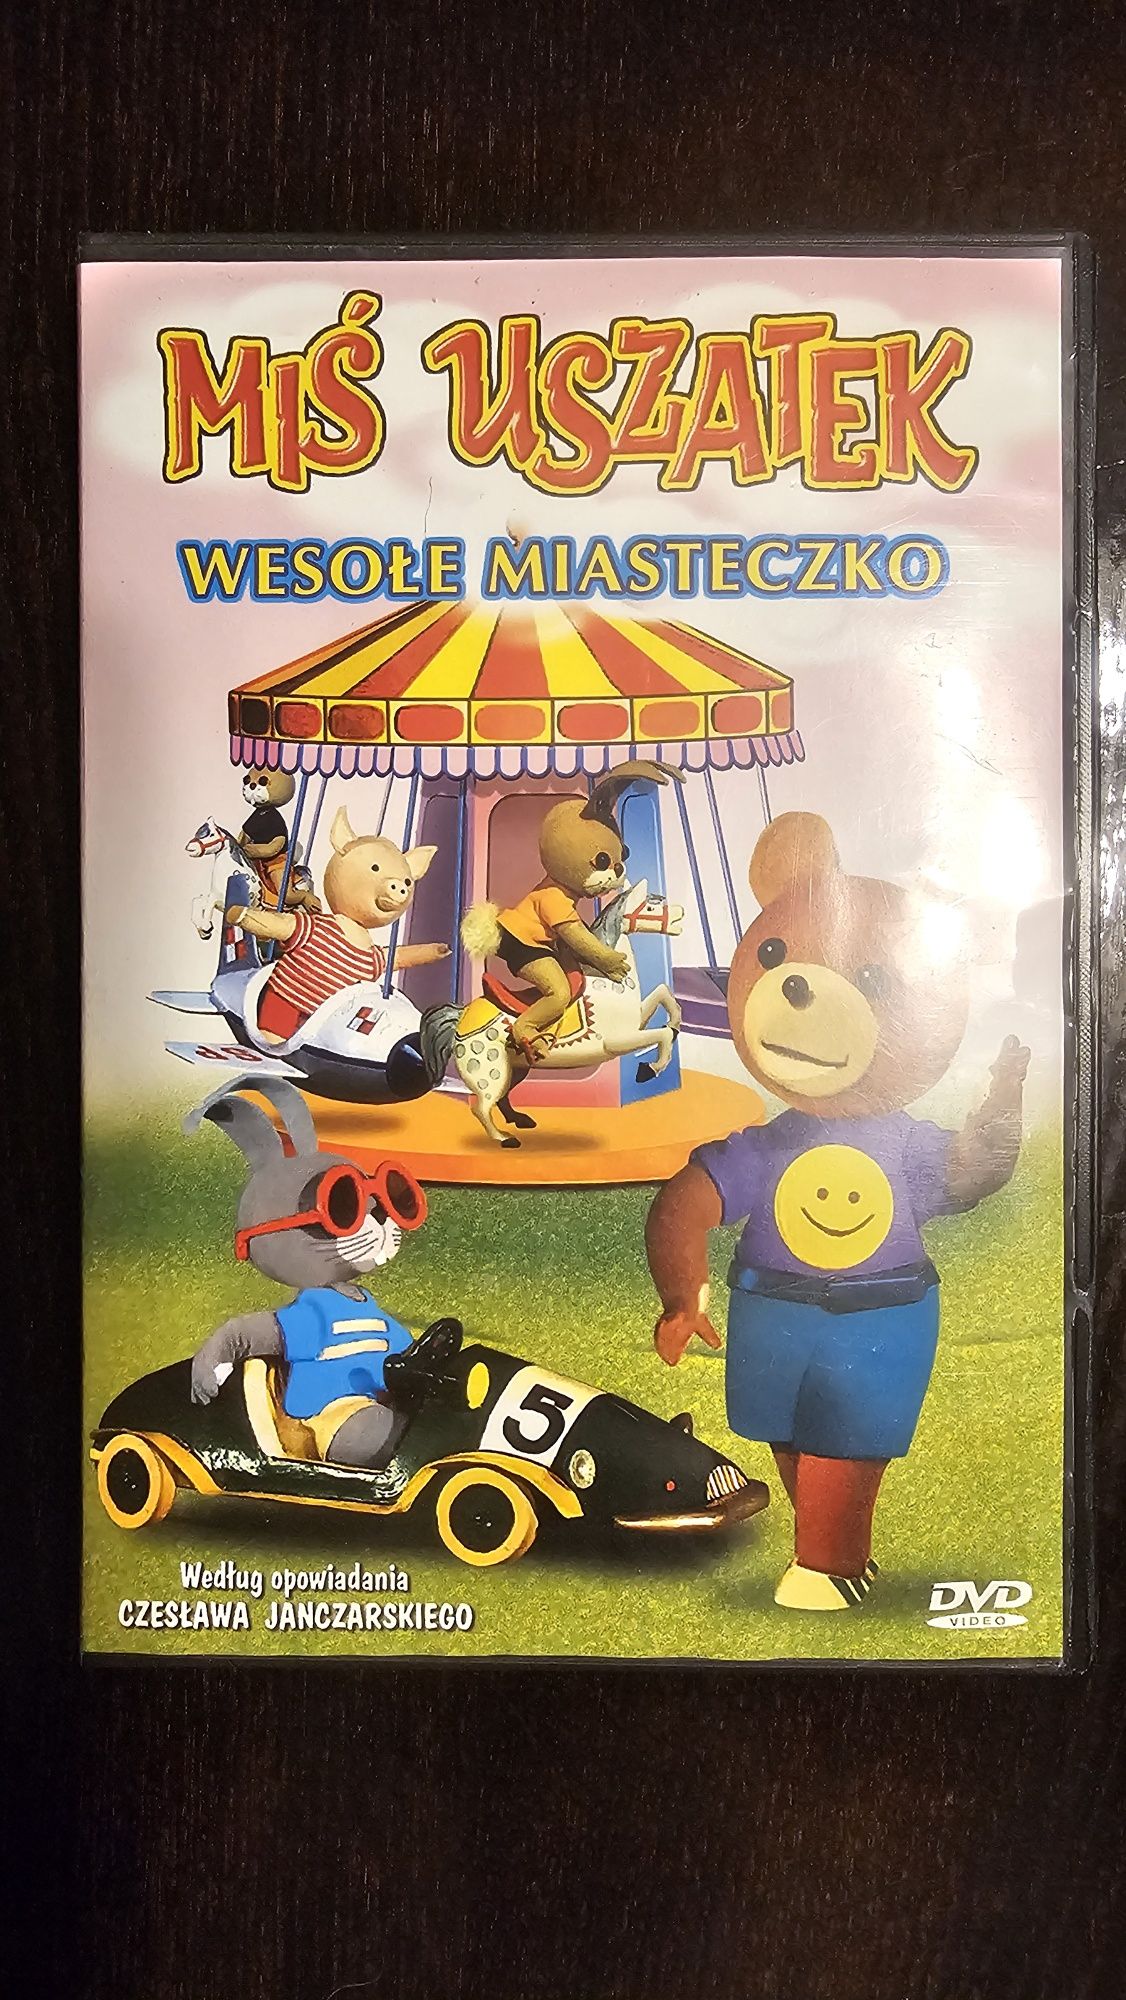 MIŚ USZATEK
WESOŁE MIASTECZKO
5
Według opowiadania
CZESŁAWA JANCZARSKIEGO
DVD
VIDEO